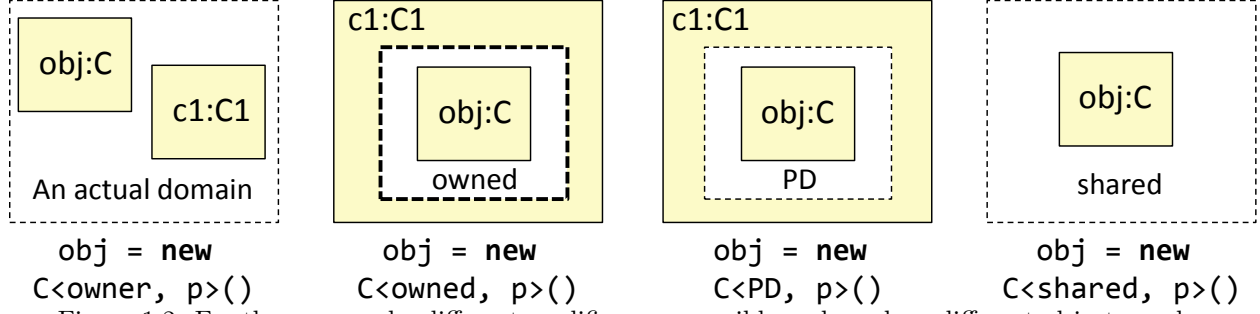 obj:C
c1:C1
An actual domain
obj = new
C<owner, p>()
c1:C1
obj:C
owned
obj = new
C<owned, p>()
c1:C1
obj:C
PD
obj = new
C<PD, p>()
obj:C
shared
obj = new
C<shared, p>()